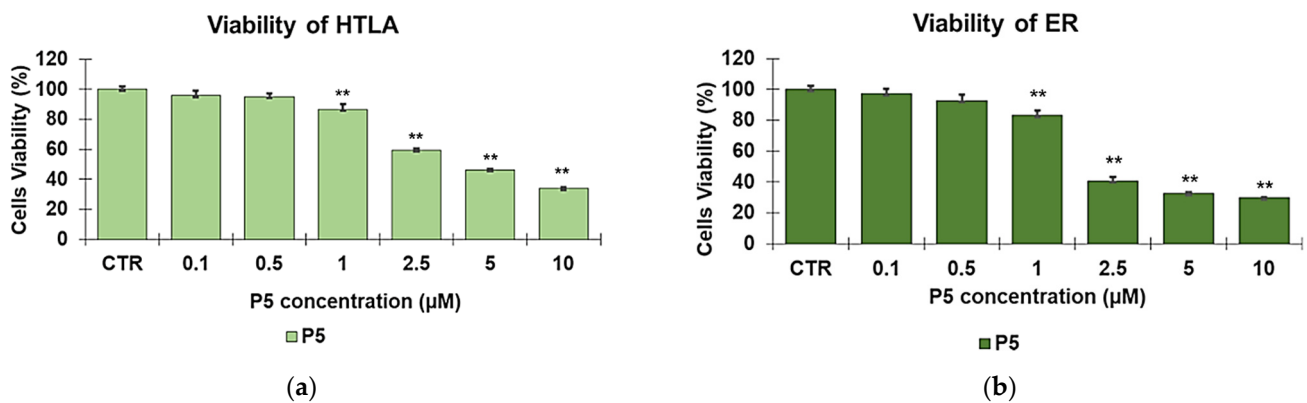 Viability of HTLA
Cells Viability (%)
120
100
80
60
40
20
0
**
**
**
**
CTR 0.1 0.5 1 2.5 5 10
P5 concentration (µM)
P5
(a)
Viability of ER
Cells Viability (%)
120
100
80
60
40
20
0
**
**
**
**
CTR 0.1 0.5 1 2.5 5 10
P5 concentration (µM)
P5
(b)